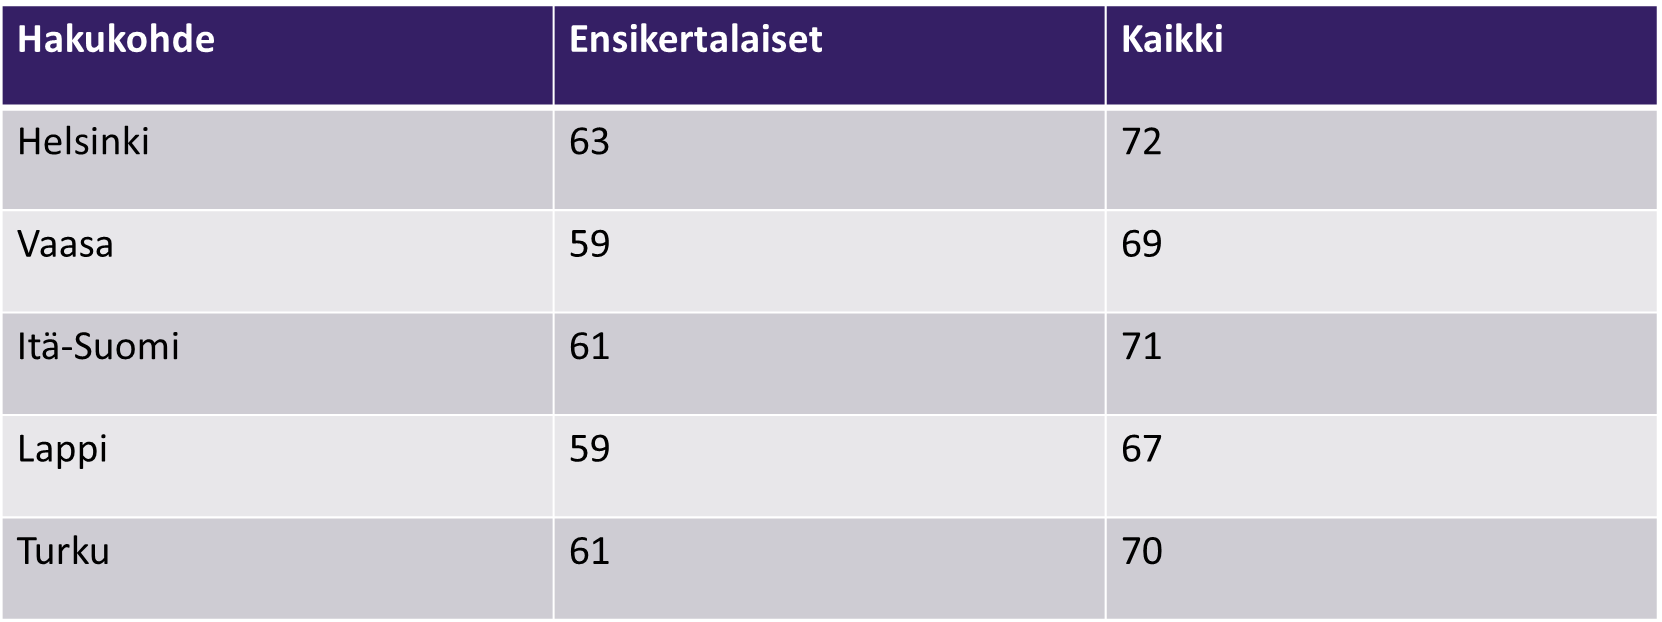 Hakukohde Ensikertalaiset Kaikki
Helsinki 63 72
Vaasa 59 69
Itä-Suomi 61 71
Lappi 59 67
Turku 61 70